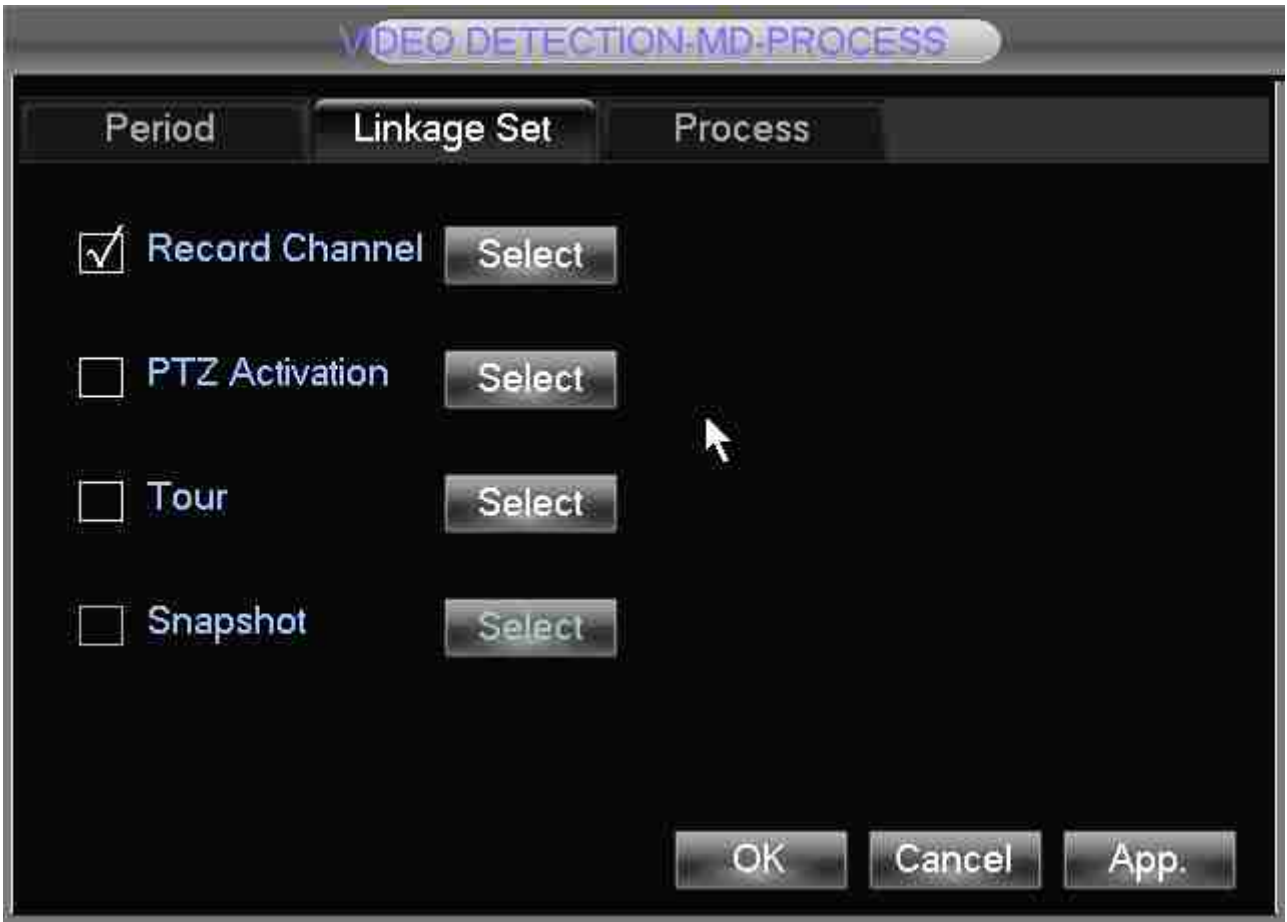 VIDEO DETECTION-MD-PROCESS
Period Linkage Set Process
Record Channel Select
PTZ Activation Select
Tour Select
Snapshot Select
OK Cancel App.